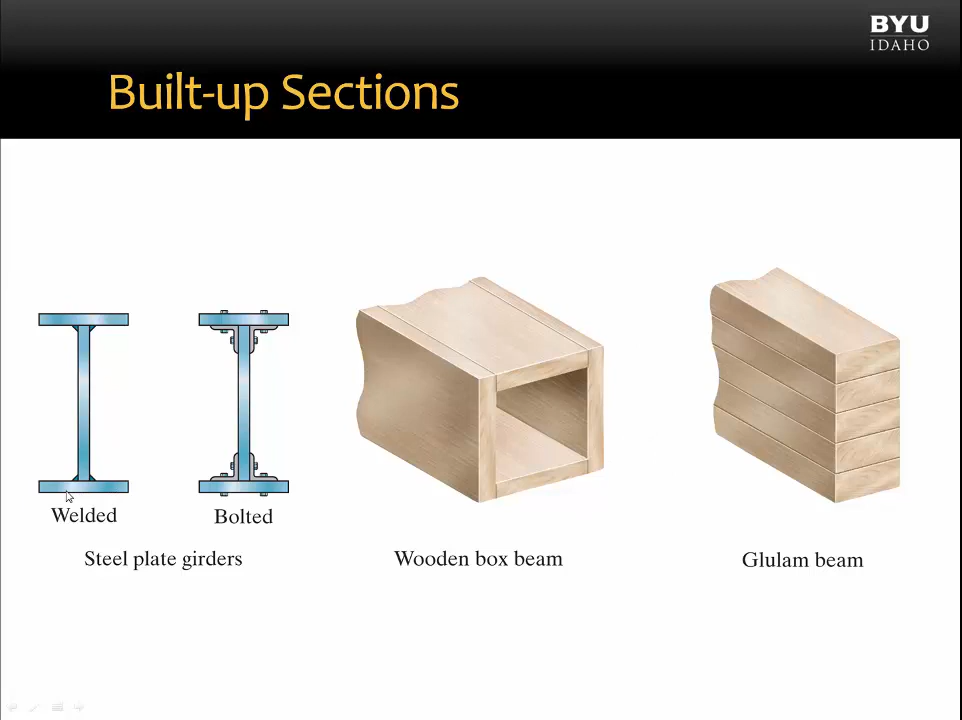 BYU
IDAHO
Built-up Sections
Welded
Bolted
Steel plate girders
Wooden box beam
Glulam beam